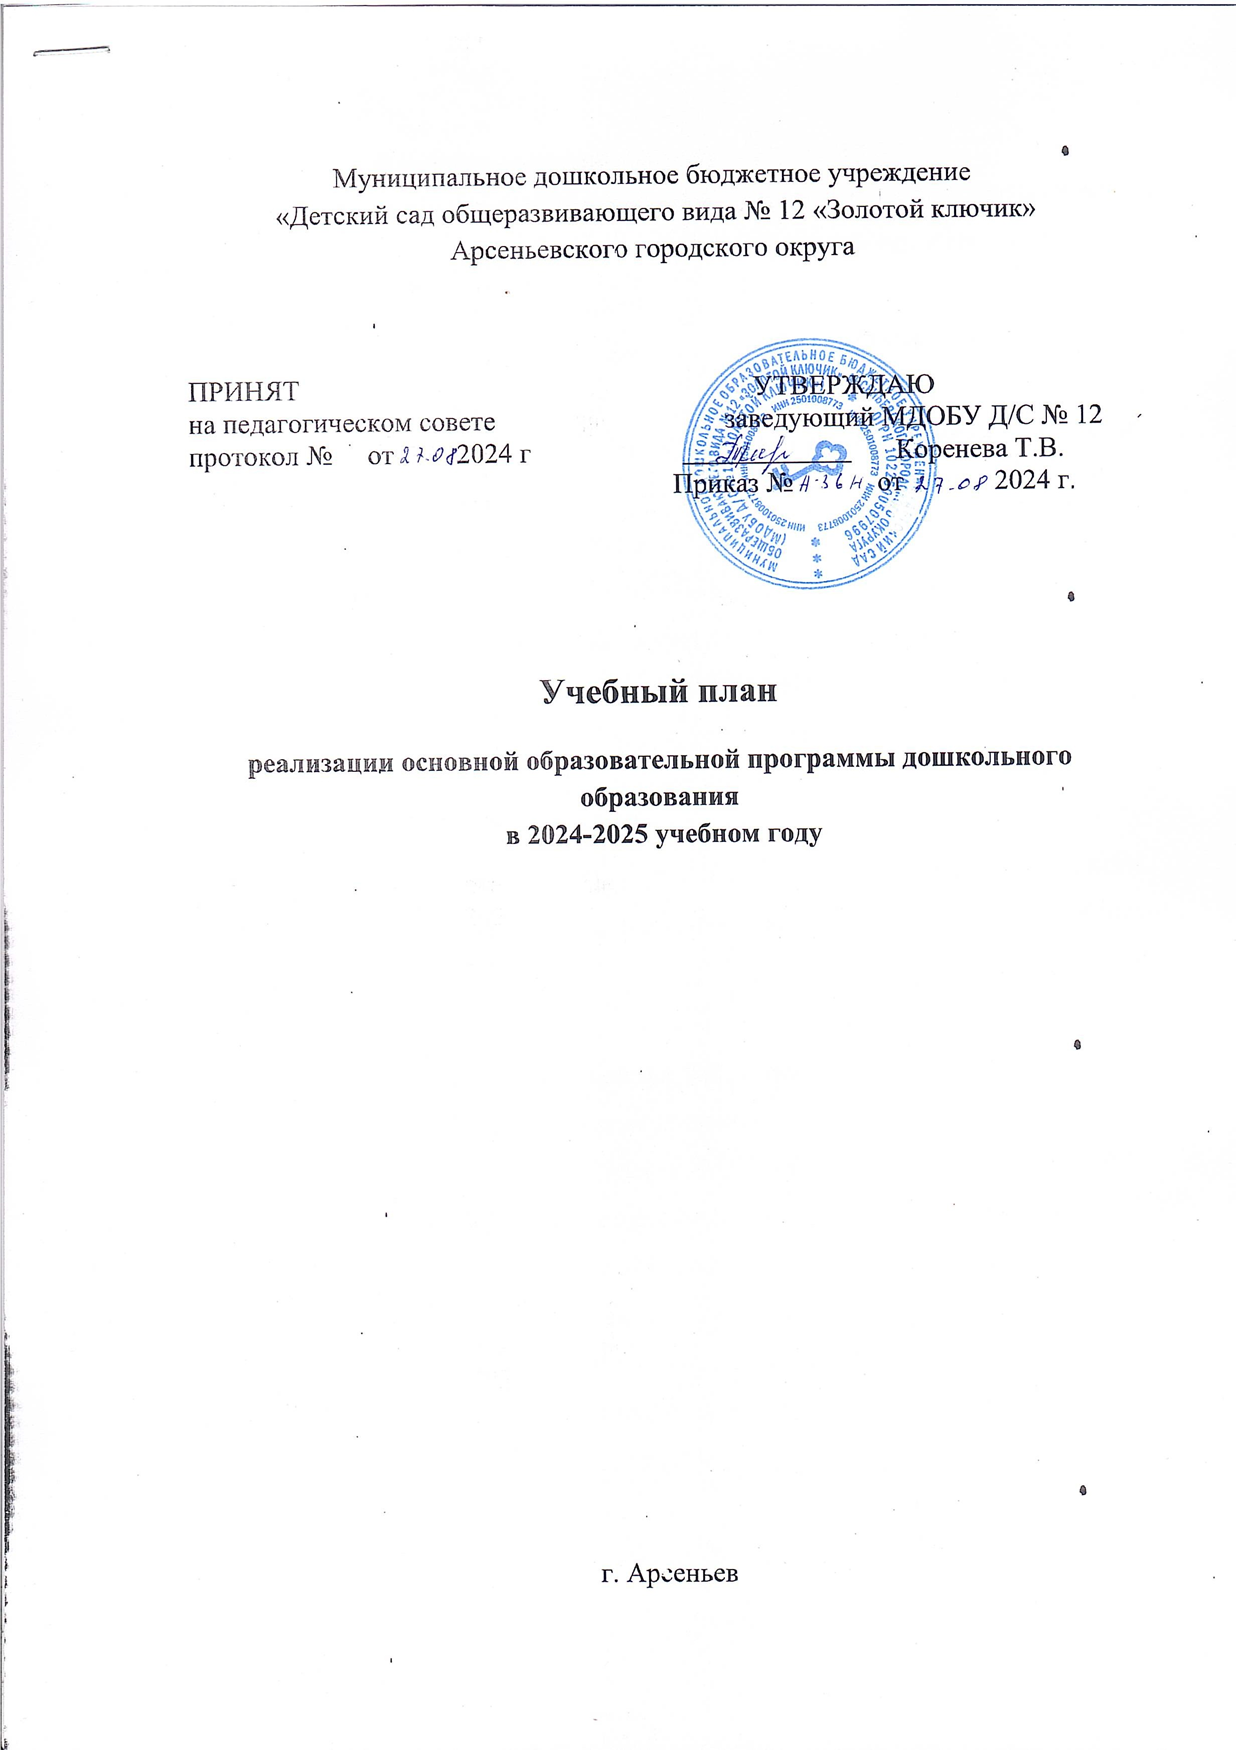 Муниципальное дошкольное бюджетное учреждение
«Детский сад общеразвивающего вида № 12 «Золотой ключик»
Арсеньевского городского округа
ПРИНЯТ
на педагогическом совете
протокол № от 27.08 2024 г
УТВЕРЖДАЮ
заведующий МДОБУ Д/С № 12
Коренева Т.В.
Приказ № от 27.08 2024 г.
ИНН 2501008773
Учебный план
реализации основной образовательной программы дошкольного
образования
в 2024-2025 учебном году
г. Арсеньев